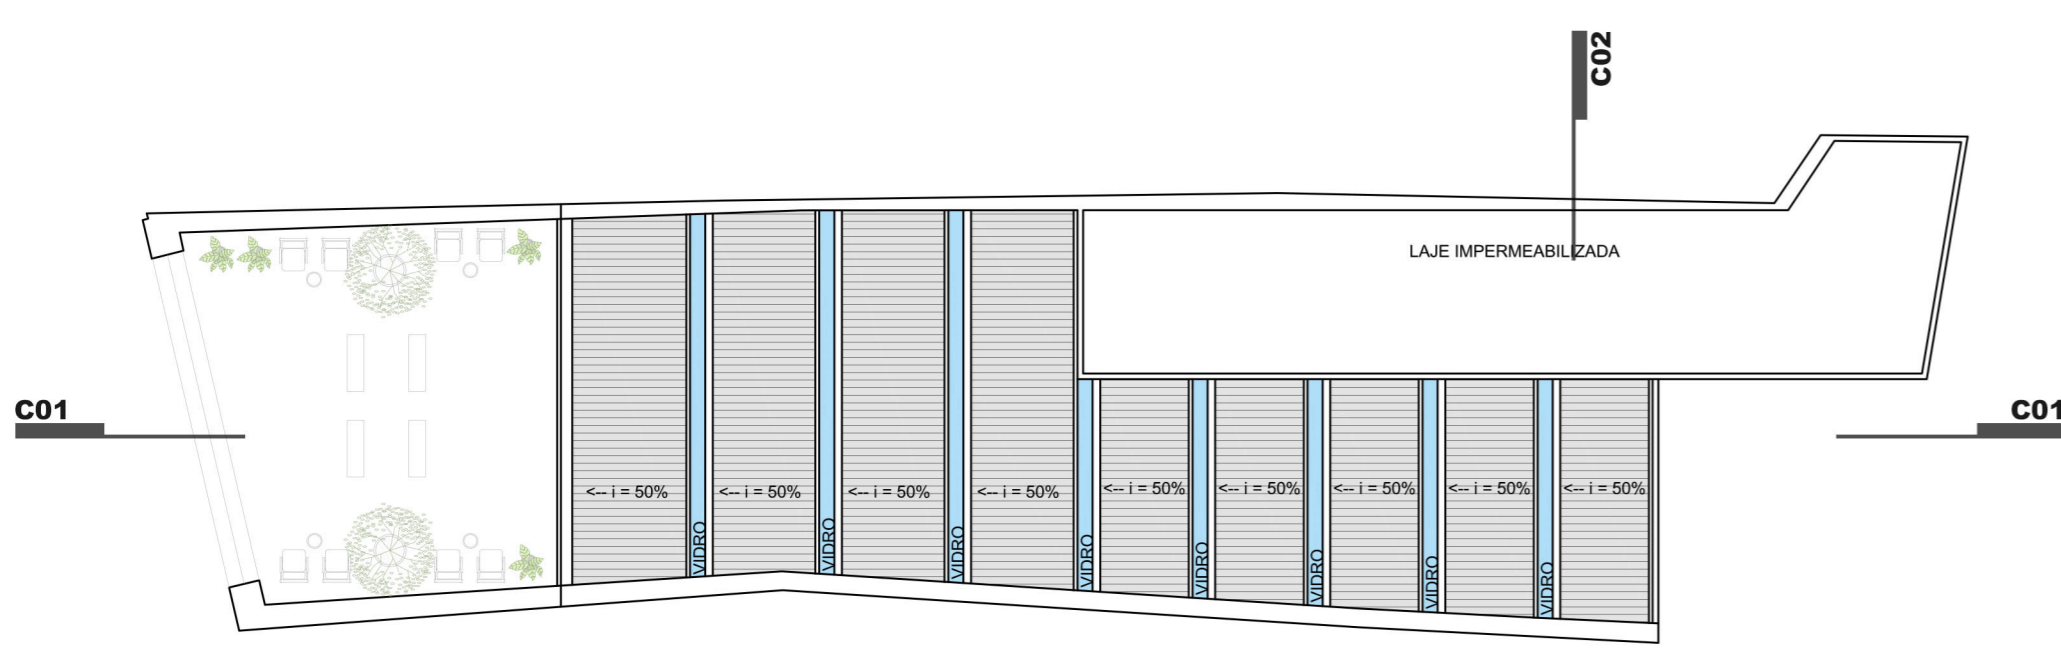 C02
LAJE IMPERMEABILIZADA
C01
C01
<-- i = 50%
<-- i = 50%
<-- i = 50%
<-- i = 50%
<-- i = 50%
<-- i = 50%
<-- i = 50%
<-- i = 50%
<-- i = 50%
VIDRO
VIDRO
VIDRO
VIDRO
VIDRO
VIDRO
VIDRO
VIDRO